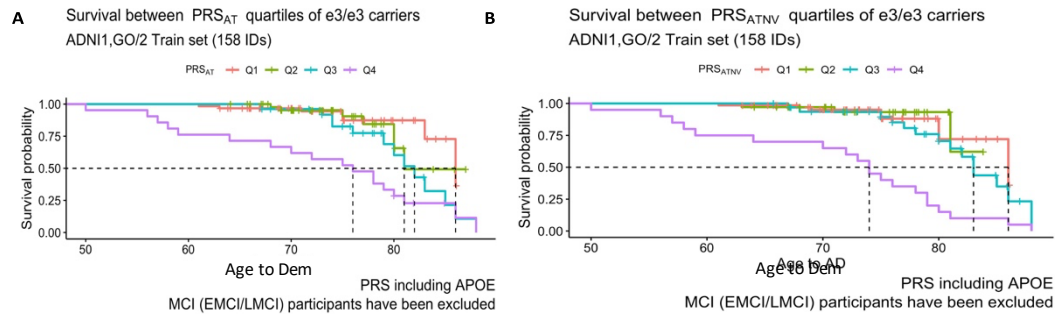 A
Survival between PRSAT quartiles of e3/e3 carriers
ADNI1,GO/2 Train set (158 IDs)
PRSAT Q1 Q2 Q3 Q4
Survival probability
1.00
0.75
0.50
0.25
0.00
50 60 70 80
Age to Dem
PRS including APOE
MCI (EMCI/LMCI) participants have been excluded
B
Survival between PRSATNV quartiles of e3/e3 carriers
ADNI1,GO/2 Train set (158 IDs)
PRSATNV Q1 Q2 Q3 Q4
Survival probability
1.00
0.75
0.50
0.25
0.00
50 60 70 80
Age to AD
Age to Dem
PRS including APOE
MCI (EMCI/LMCI) participants have been excluded